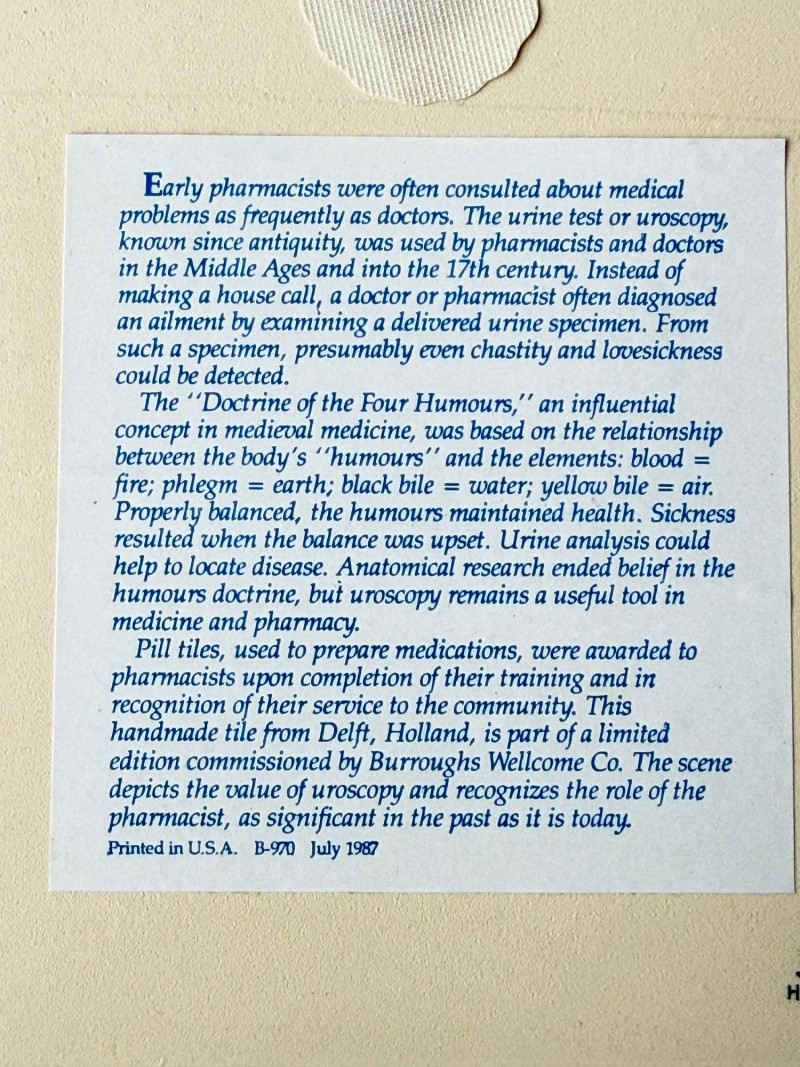 Early pharmacists were often consulted about medical
problems as frequently as doctors. The urine test or uroscopy,
known since antiquity, was used by pharmacists and doctors
in the Middle Ages and into the 17th century. Instead of
making a house call, a doctor or pharmacist often diagnosed
an ailment by examining a delivered urine specimen. From
such a specimen, presumably even chastity and lovesickness
could be detected.
The ''Doctrine of the Four Humours,'' an influential
concept in medieval medicine, was based on the relationship
between the body's ''humours'' and the elements: blood =
fire; phlegm = earth; black bile = water; yellow bile = air.
Properly balanced, the humours maintained health. Sickness
resulted when the balance was upset. Urine analysis could
help to locate disease. Anatomical research ended belief in the
humours doctrine, but uroscopy remains a useful tool in
medicine and pharmacy.
Pill tiles, used to prepare medications, were awarded to
pharmacists upon completion of their training and in
recognition of their service to the community. This
handmade tile from Delft, Holland, is part of a limited
edition commissioned by Burroughs Wellcome Co. The scene
depicts the value of uroscopy and recognizes the role of the
pharmacist, as significant in the past as it is today.
Printed in U.S.A. B-970 July 1987